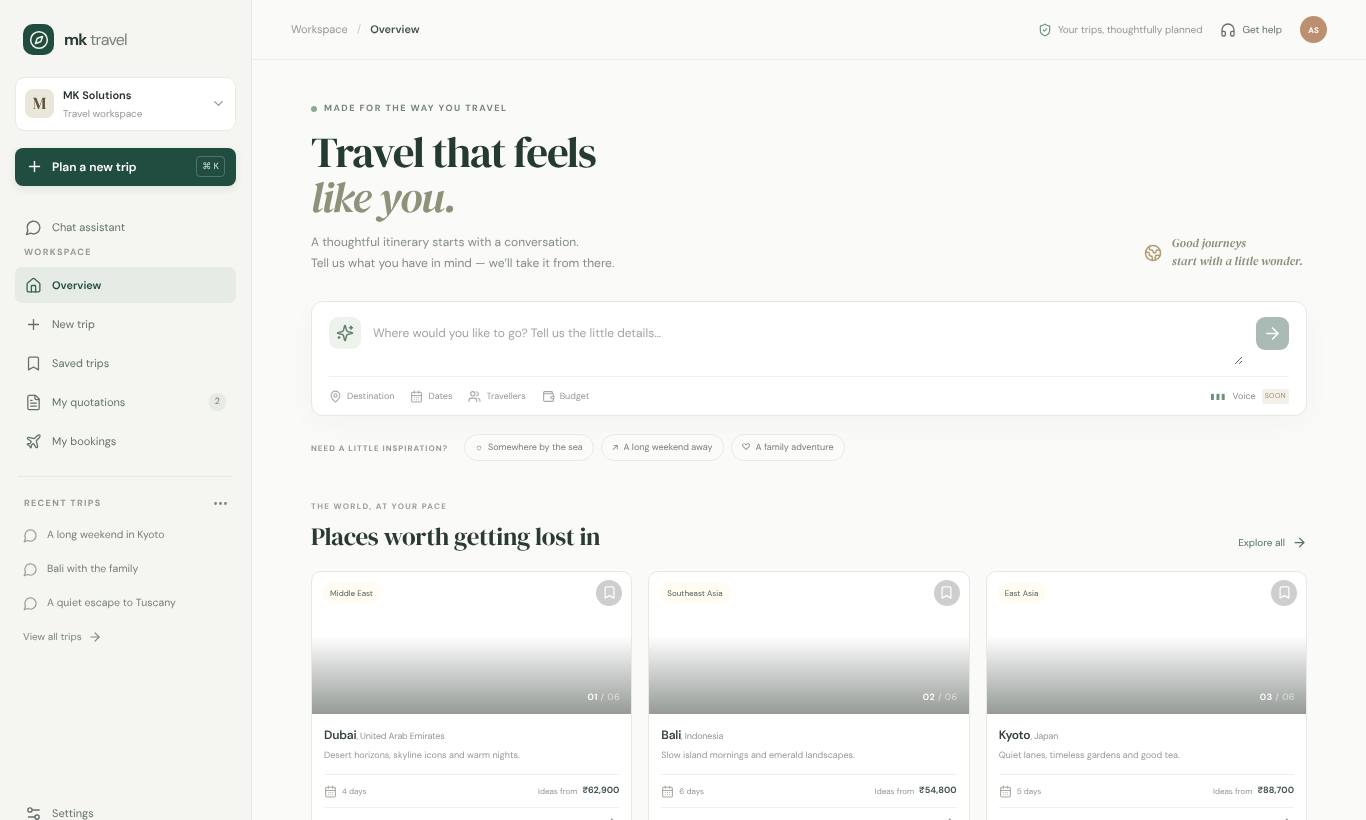 mk travel
M
MK Solutions
Travel workspace
Plan a new trip
⌘ K
Chat assistant
WORKSPACE
Overview
New trip
Saved trips
My quotations
2
My bookings
RECENT TRIPS
A long weekend in Kyoto
Bali with the family
A quiet escape to Tuscany
View all trips
Settings
Workspace / Overview
Your trips, thoughtfully planned
Get help
AS
MADE FOR THE WAY YOU TRAVEL
Travel that feels
like you.
A thoughtful itinerary starts with a conversation.
Tell us what you have in mind — we'll take it from there.
Good journeys
start with a little wonder.
Where would you like to go? Tell us the little details...
Destination
Dates
Travellers
Budget
Voice
SOON
NEED A LITTLE INSPIRATION?
Somewhere by the sea
A long weekend away
A family adventure
THE WORLD, AT YOUR PACE
Places worth getting lost in
Explore all
Middle East
01 / 06
Dubai, United Arab Emirates
Desert horizons, skyline icons and warm nights.
4 days
Ideas from ₹62,900
Southeast Asia
02 / 06
Bali, Indonesia
Slow island mornings and emerald landscapes.
6 days
Ideas from ₹54,800
East Asia
03 / 06
Kyoto, Japan
Quiet lanes, timeless gardens and good tea.
5 days
Ideas from ₹88,700